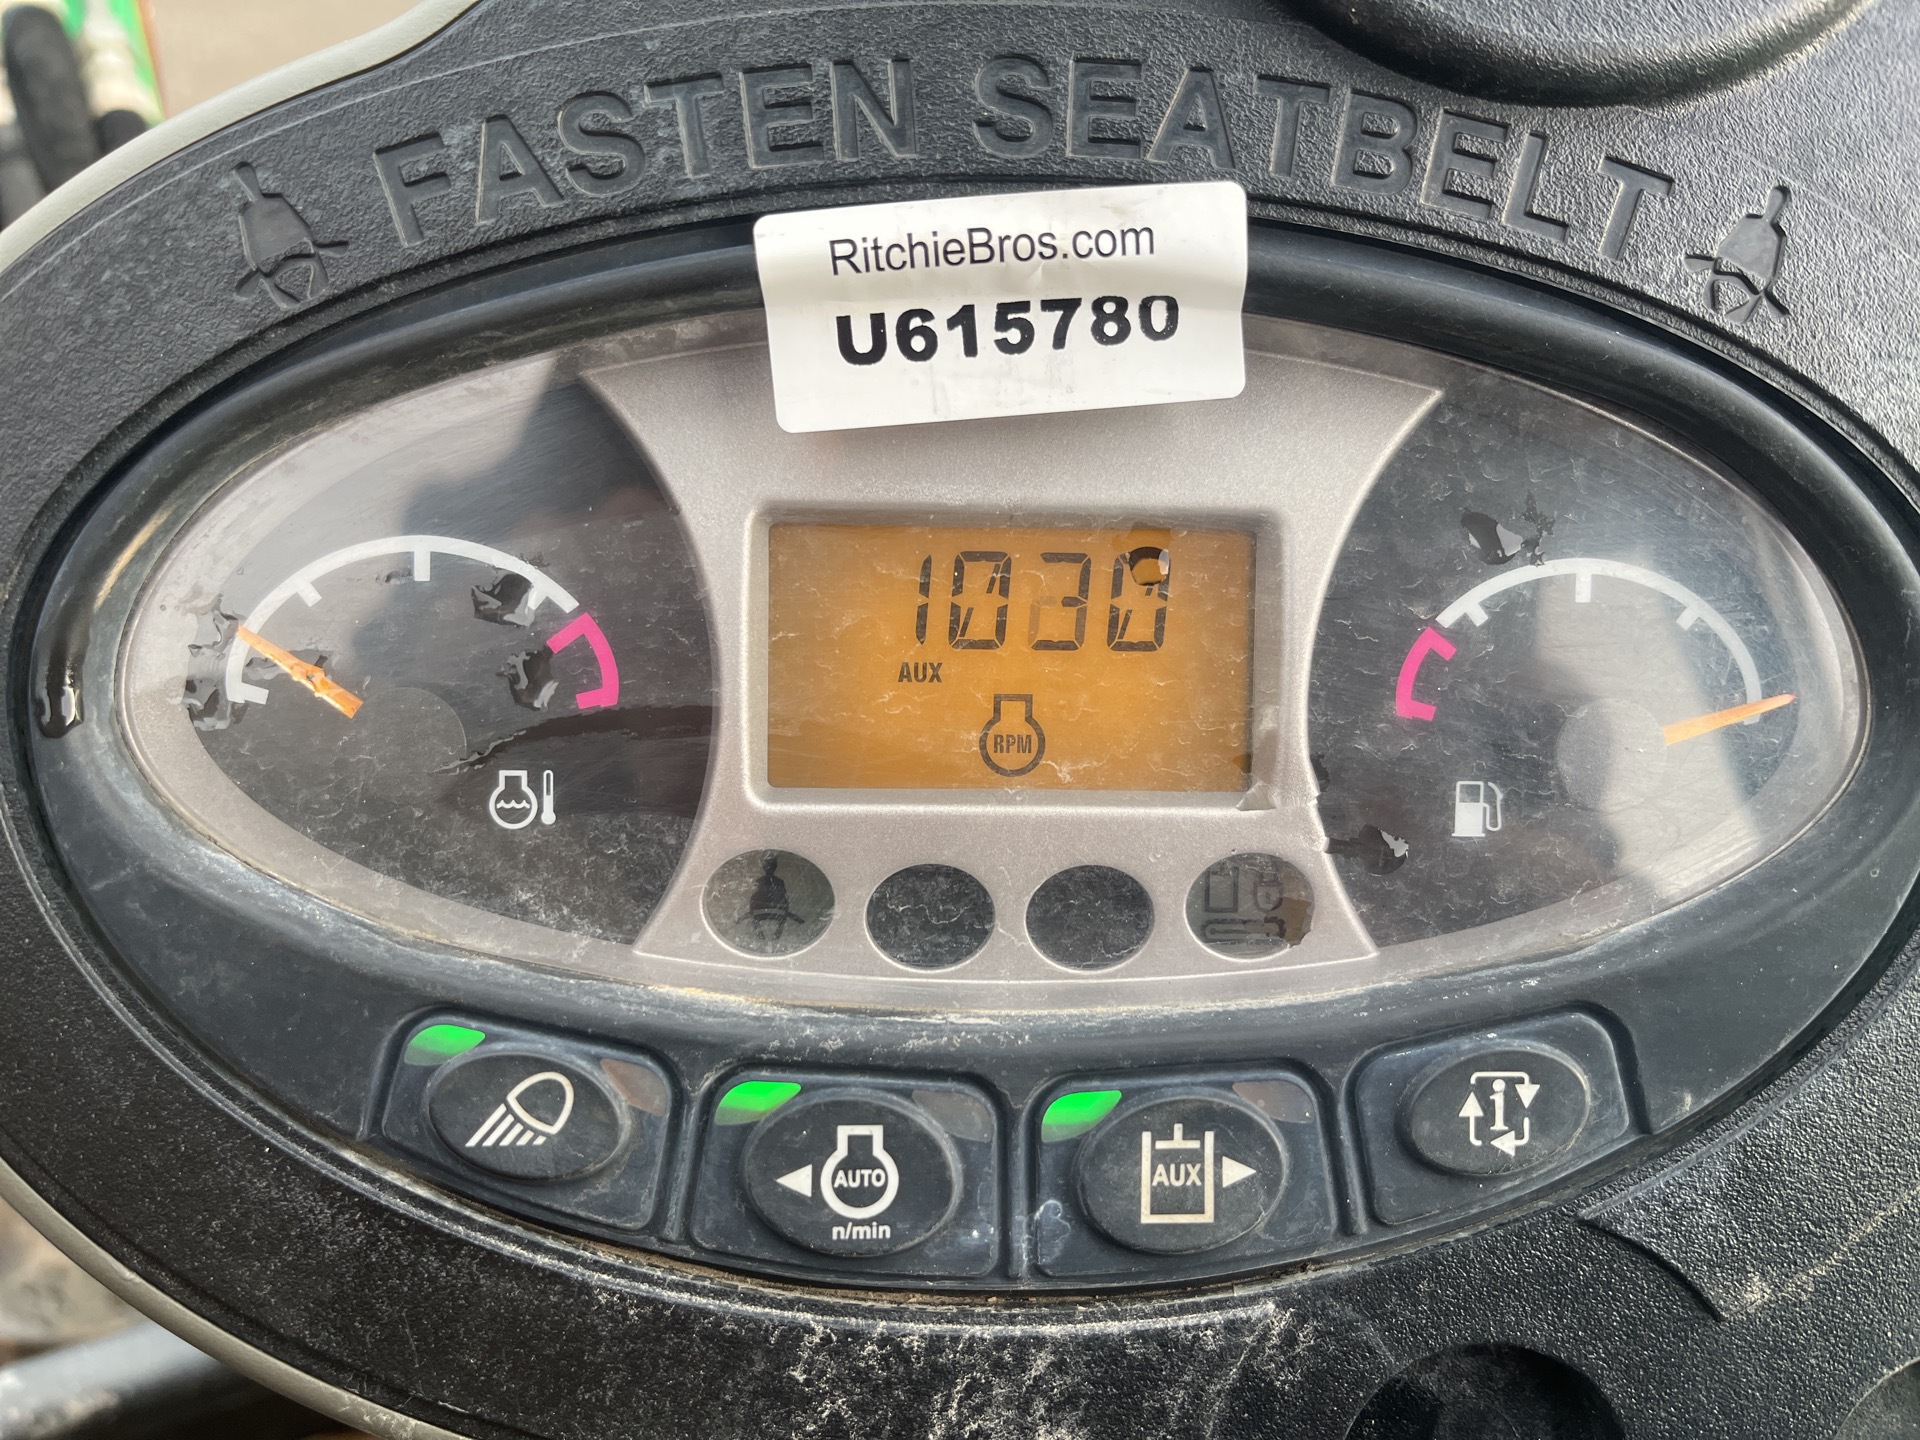 FASTEN SEATBELT
RitchieBros.com
U615780
1030
AUX
RPM
AUTO
n/min
AUX
i